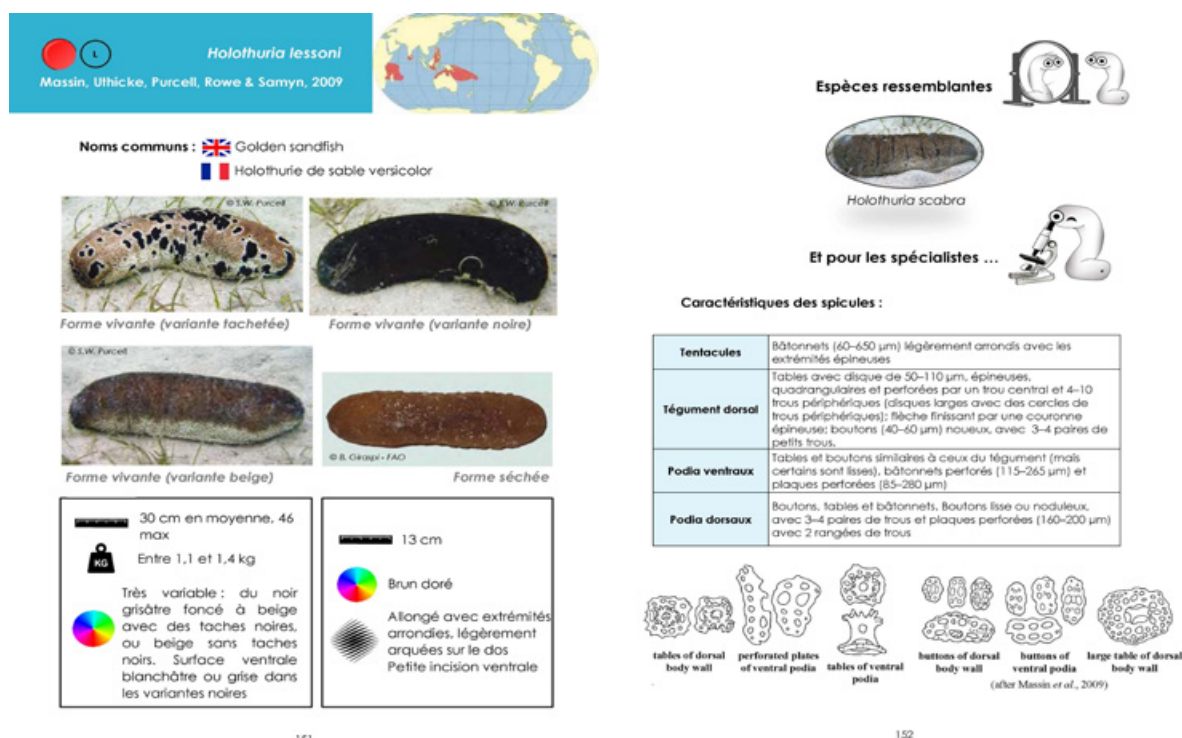 L
Holothuria lessoni
Massin, Uthicke, Purcell, Rowe & Samyn, 2009
Noms communs : Golden sandfish
Holothurie de sable versicolor
© S.W. Purcell
© S.W. Purcell
Forme vivante (variante tachetée)
Forme vivante (variante noire)
© S.W. Purcell
© B. Giraspi - FAO
Forme vivante (variante beige)
Forme séchée
30 cm en moyenne, 46
max
KG
Entre 1,1 et 1,4 kg
Très variable : du noir
grisâtre foncé à beige
avec des taches noires,
ou beige sans taches
noirs. Surface ventrale
blanchâtre ou grise dans
les variantes noires
13 cm
Brun doré
Allongé avec extrémités
arrondies, légèrement
arquées sur le dos
Petite incision ventrale
151
Espèces ressemblantes
Holothuria scabra
Et pour les spécialistes ...
Caractéristiques des spicules :
Tentacules
Bâtonnets (60–650 µm) légèrement arrondis avec les
extrémités épineuses
Tégument dorsal
Tables avec disque de 50–110 µm, épineuses,
quadrangulaires et perforées par un trou central et 4–10
trous périphériques (disques larges avec des cercles de
trous périphériques); flèche finissant par une couronne
épineuse; boutons (40–60 µm) noueux, avec 3–4 paires de
petits trous.
Podia ventraux
Tables et boutons similaires à ceux du tégument (mais
certains sont lisses), bâtonnets perforés (115–265 µm) et
plaques perforées (85–280 µm)
Podia dorsaux
Boutons, tables et bâtonnets. Boutons lisse ou noduleux,
avec 3–4 paires de trous et plaques perforées (160–200 µm)
avec 2 rangées de trous
tables of dorsal
body wall
perforated plates
of ventral podia
tables of ventral
podia
buttons of dorsal
body wall
buttons of
ventral podia
large table of dorsal
body wall
(after Massin et al., 2009)
152